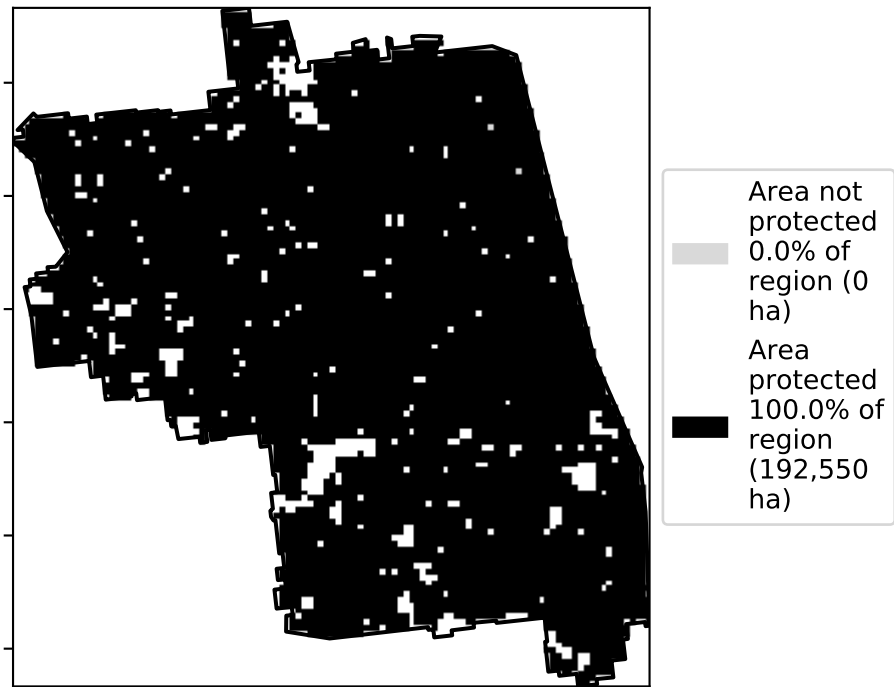 Area not
protected
0.0% of
region (0
ha)
Area
protected
100.0% of
region
(192,550
ha)